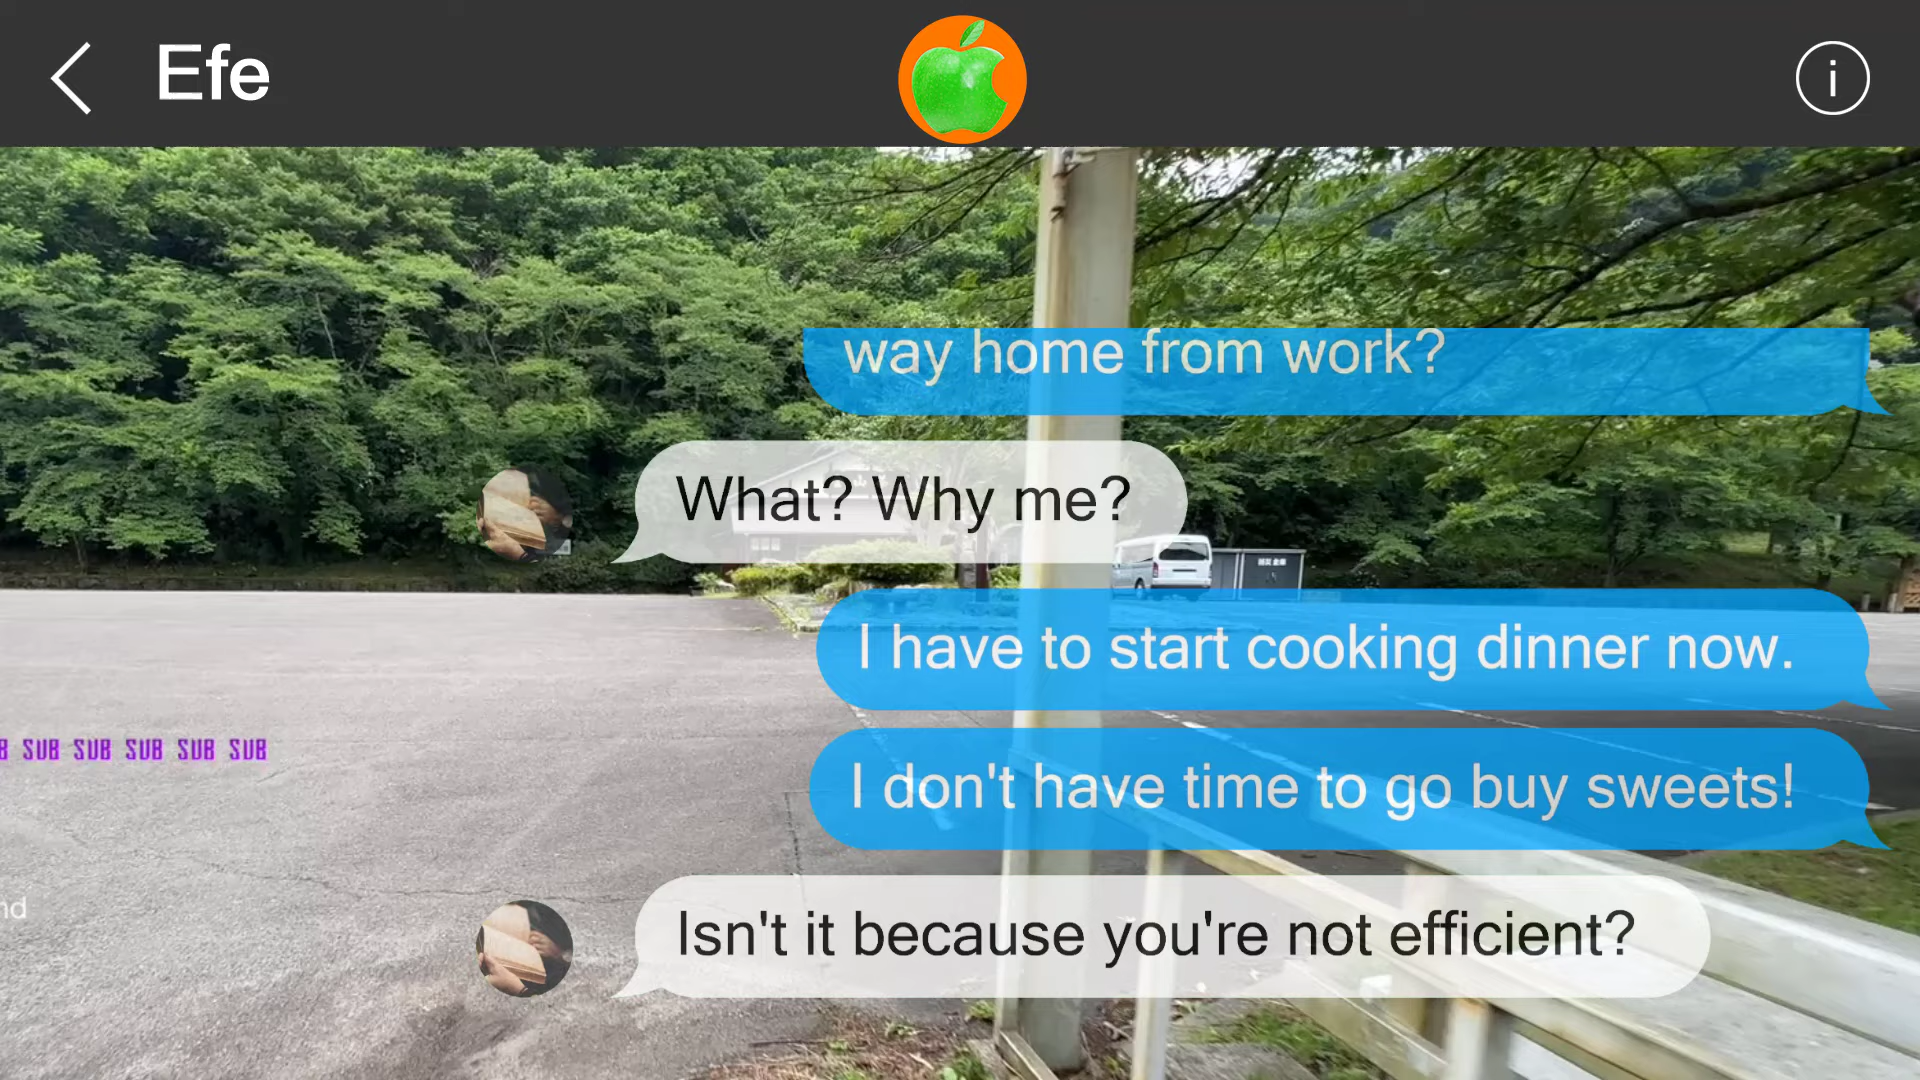 Efe
i
way home from work?
What? Why me?
I have to start cooking dinner now.
SUB SUB SUB SUB SUB
I don't have time to go buy sweets!
nd
Isn't it because you're not efficient?